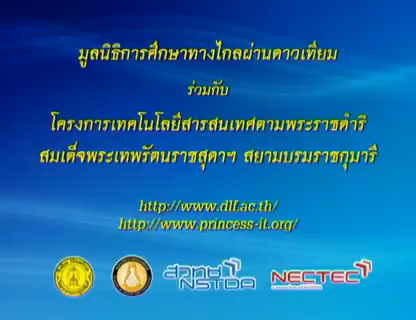 มูลนิธิการศึกษาทางไกลผ่านดาวเทียม
ร่วมกับ
โครงการเทคโนโลยีสารสนเทศตามพระราชดำริ
สมเด็จพระเทพรัตนราชสุดาฯ สยามบรมราชกุมารี
http://www.dlf.ac.th/
http://www.princess-it.org/
สวทช
NSTDA
NECTEC